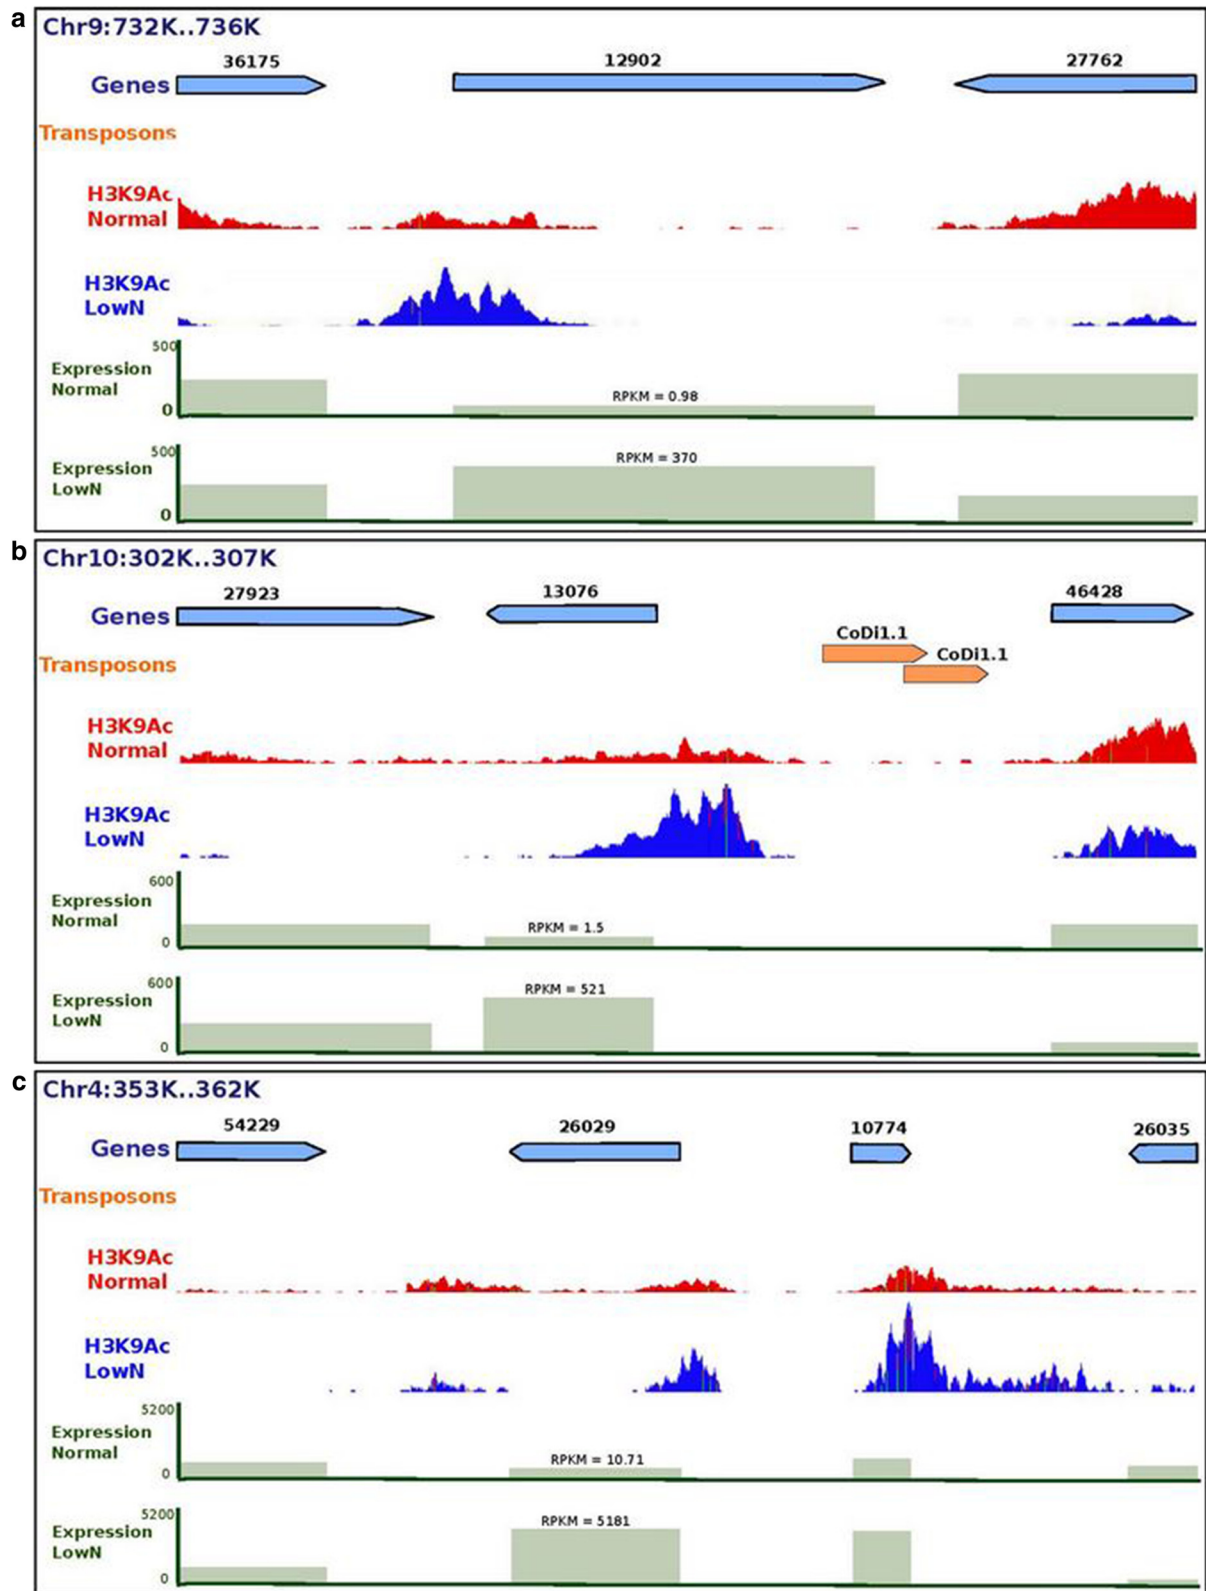 a
Chr9:732K..736K
36175 12902 27762
Genes
Transposons
H3K9Ac
Normal
H3K9Ac
LowN
500
Expression
Normal
RPKM = 0.98
0
500
Expression
LowN
RPKM = 370
0
b
Chr10:302K..307K
27923 13076 46428
Genes
CoDi1.1
Transposons
CoDi1.1
H3K9Ac
Normal
H3K9Ac
LowN
600
Expression
Normal
RPKM = 1.5
0
600
Expression
LowN
RPKM = 521
0
c
Chr4:353K..362K
54229 26029 10774 26035
Genes
Transposons
H3K9Ac
Normal
H3K9Ac
LowN
5200
Expression
Normal
RPKM = 10.71
0
5200
Expression
LowN
RPKM = 5181
0